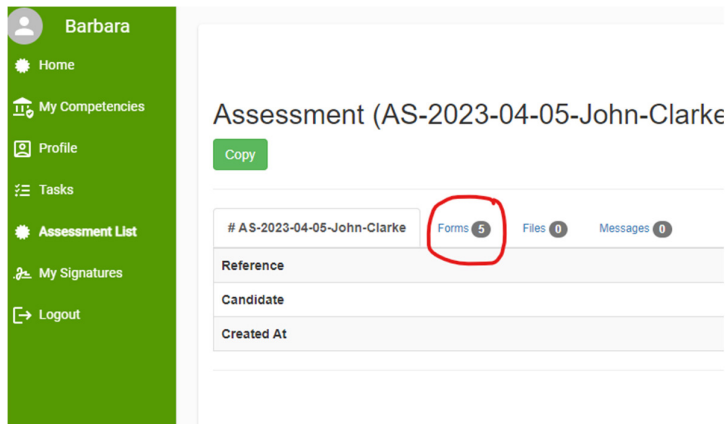 Barbara
Home
My Competencies
Profile
Tasks
Assessment List
My Signatures
Logout
Assessment (AS-2023-04-05-John-Clarke
Copy
# AS-2023-04-05-John-Clarke Forms 5 Files 0 Messages 0
Reference
Candidate
Created At